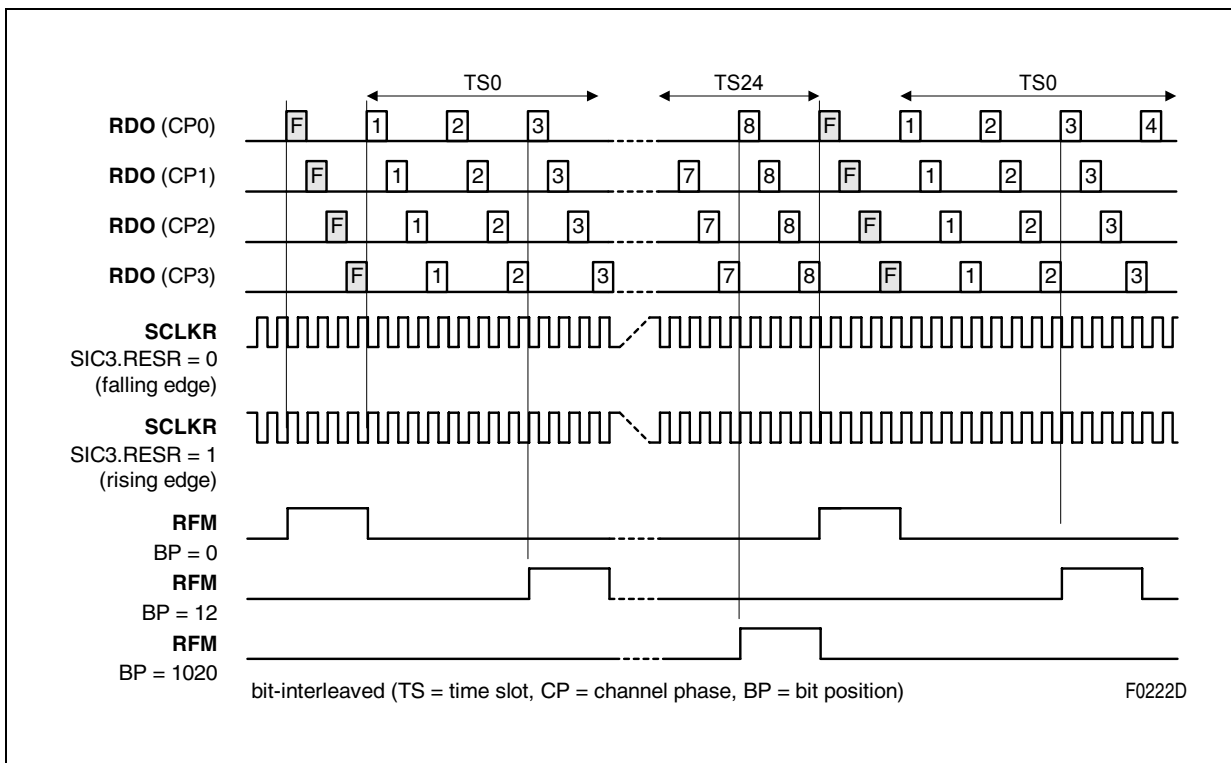 TS0 TS24 TS0
RDO (CP0) F 1 2 3 8 F 1 2 3 4
RDO (CP1) F 1 2 3 7 8 F 1 2 3
RDO (CP2) F 1 2 3 7 8 F 1 2 3
RDO (CP3) F 1 2 3 7 8 F 1 2 3
SCLKR
SIC3.RESR = 0
(falling edge)
SCLKR
SIC3.RESR = 1
(rising edge)
RFM
BP = 0
RFM
BP = 12
RFM
BP = 1020
bit-interleaved (TS = time slot, CP = channel phase, BP = bit position) F0222D